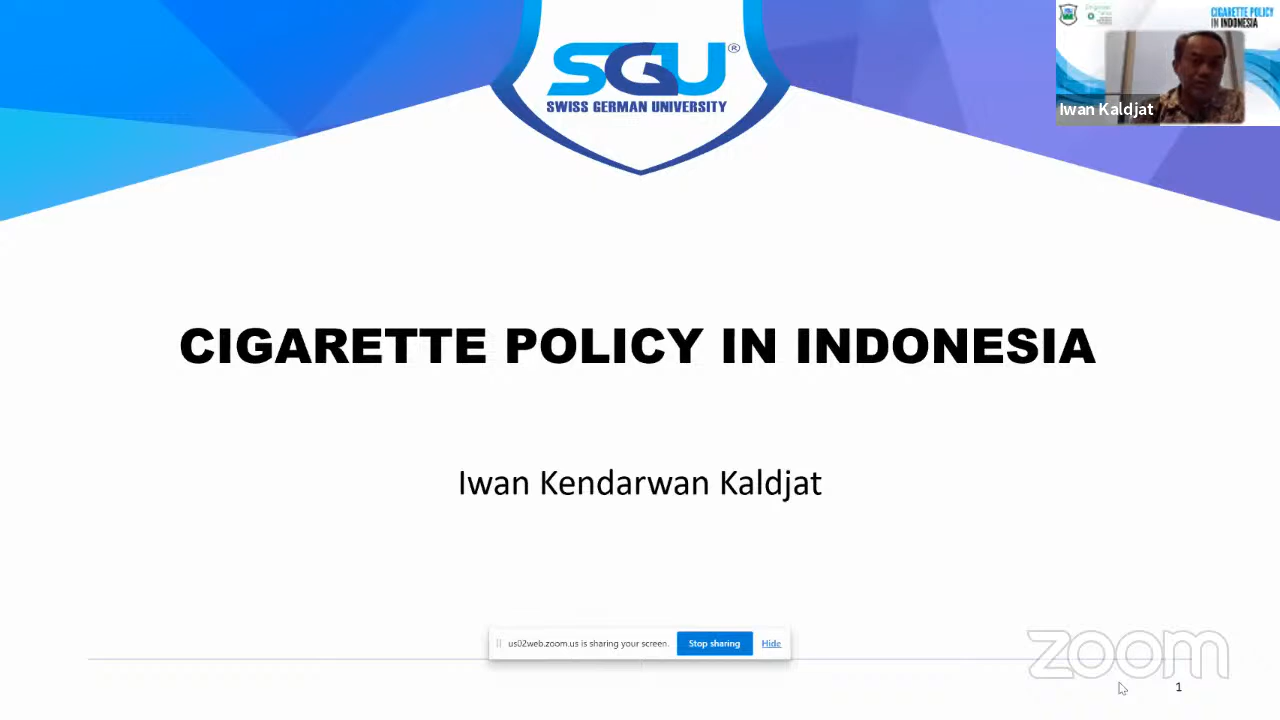 SGU®
SWISS GERMAN UNIVERSITY
CIGARETTE POLICY
IN INDONESIA
Iwan Kaldjat
CIGARETTE POLICY IN INDONESIA
Iwan Kendarwan Kaldjat
us02web.zoom.us is sharing your screen.
Stop sharing
Hide
zoom
1